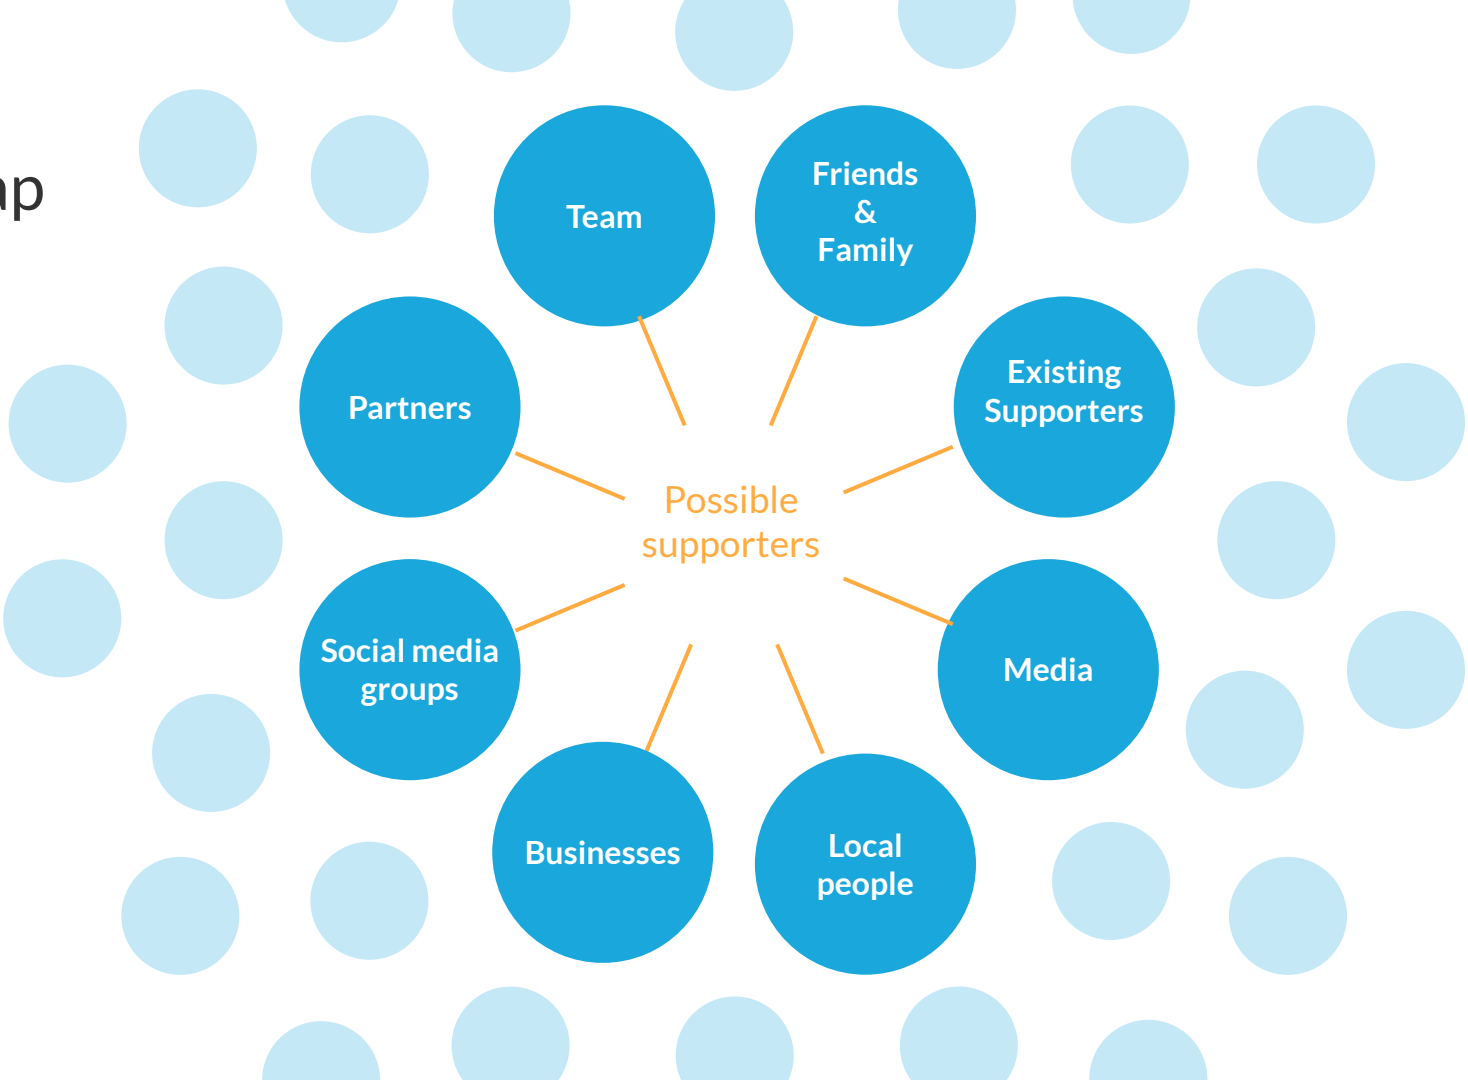 ap
Team
Friends
&
Family
Partners
Existing
Supporters
Possible
supporters
Social media
groups
Media
Businesses
Local
people